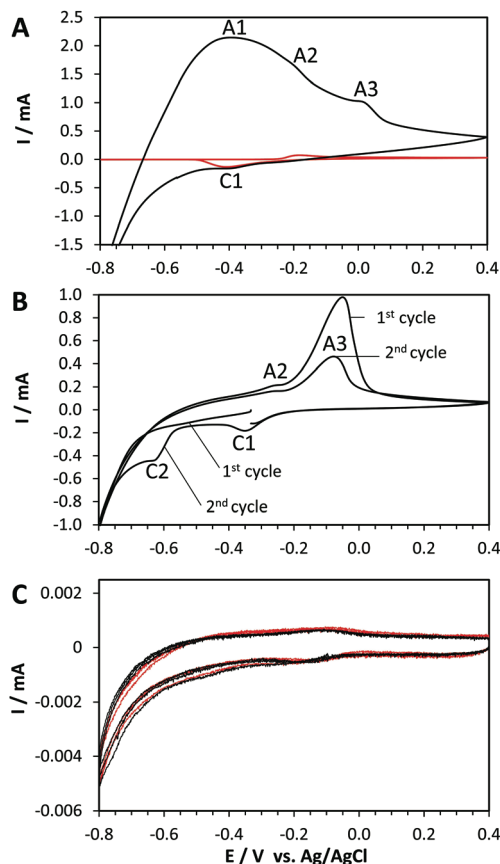 A
I / mA
2.5
2.0
1.5
1.0
0.5
0.0
-0.5
-1.0
-1.5
A1
A2
A3
C1
-0.8 -0.6 -0.4 -0.2 0.0 0.2 0.4
B
I / mA
1.0
0.8
0.6
0.4
0.2
0.0
-0.2
-0.4
-0.6
-0.8
-1.0
1st cycle
A3
2nd cycle
A2
C1
1st cycle
C2
2nd cycle
-0.8 -0.6 -0.4 -0.2 0.0 0.2 0.4
C
I / mA
0.002
0
-0.002
-0.004
-0.006
-0.8 -0.6 -0.4 -0.2 0.0 0.2 0.4
E / V vs. Ag/AgCl